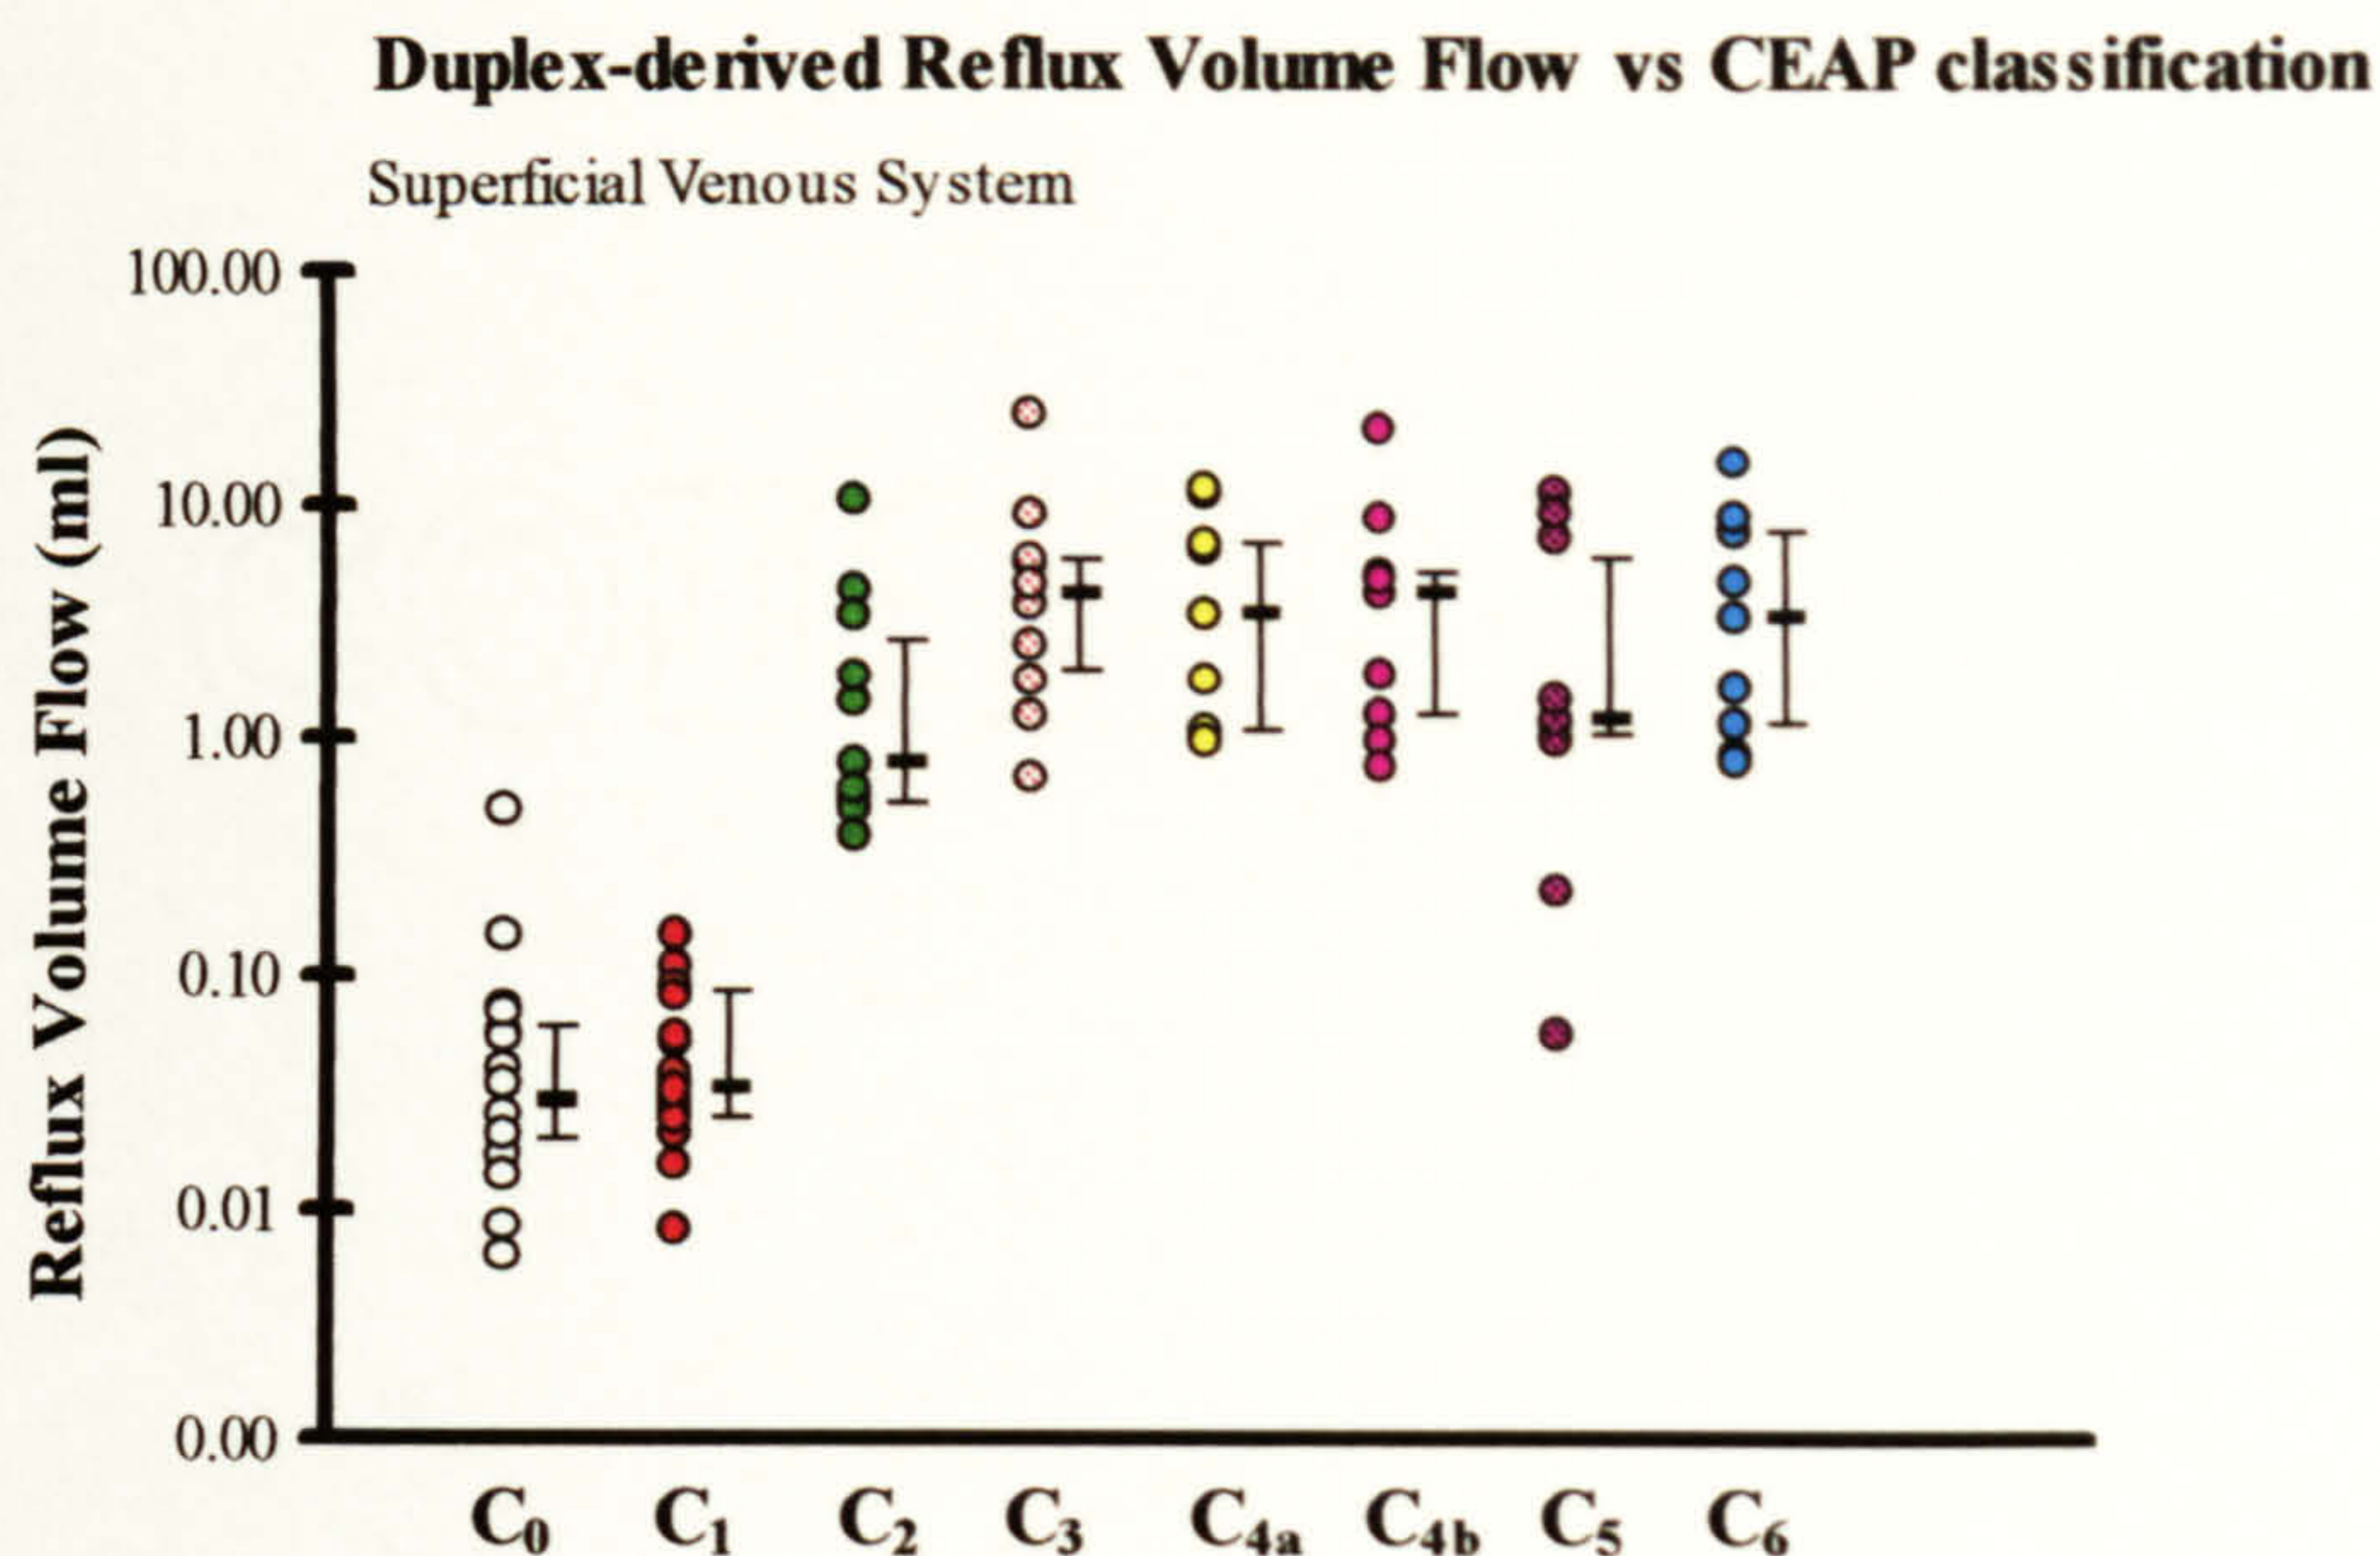 Duplex-derived Reflux Volume Flow vs CEAP classification
Superficial Venous System
Reflux Volume Flow (ml)
100.00
10.00
1.00
0.10
0.01
0.00
C0 C1 C2 C3 C4a C4b C5 C6